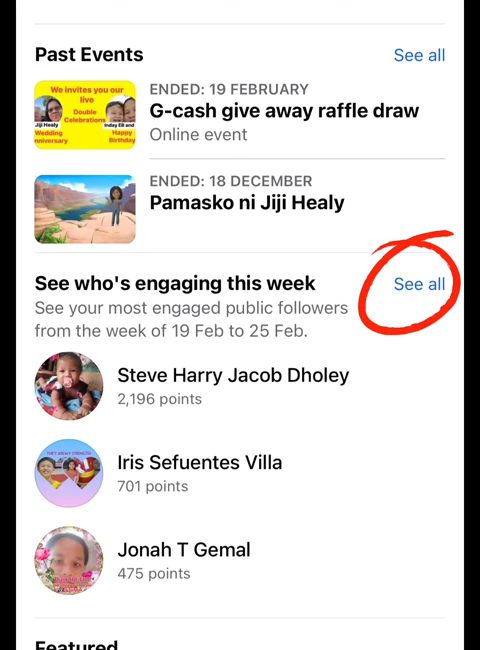 Past Events
See all
We invites you our
live
Double
Celebrations
Jiji Healy
Wedding
nniversary
Happy
Birthday
ENDED: 19 FEBRUARY
G-cash give away raffle draw
Online event
ENDED: 18 DECEMBER
Pamasko ni Jiji Healy
See who's engaging this week
See all
See your most engaged public followers
from the week of 19 Feb to 25 Feb.
Steve Harry Jacob Dholey
2,196 points
Iris Sefuentes Villa
701 points
Jonah T Gemal
475 points
Featured